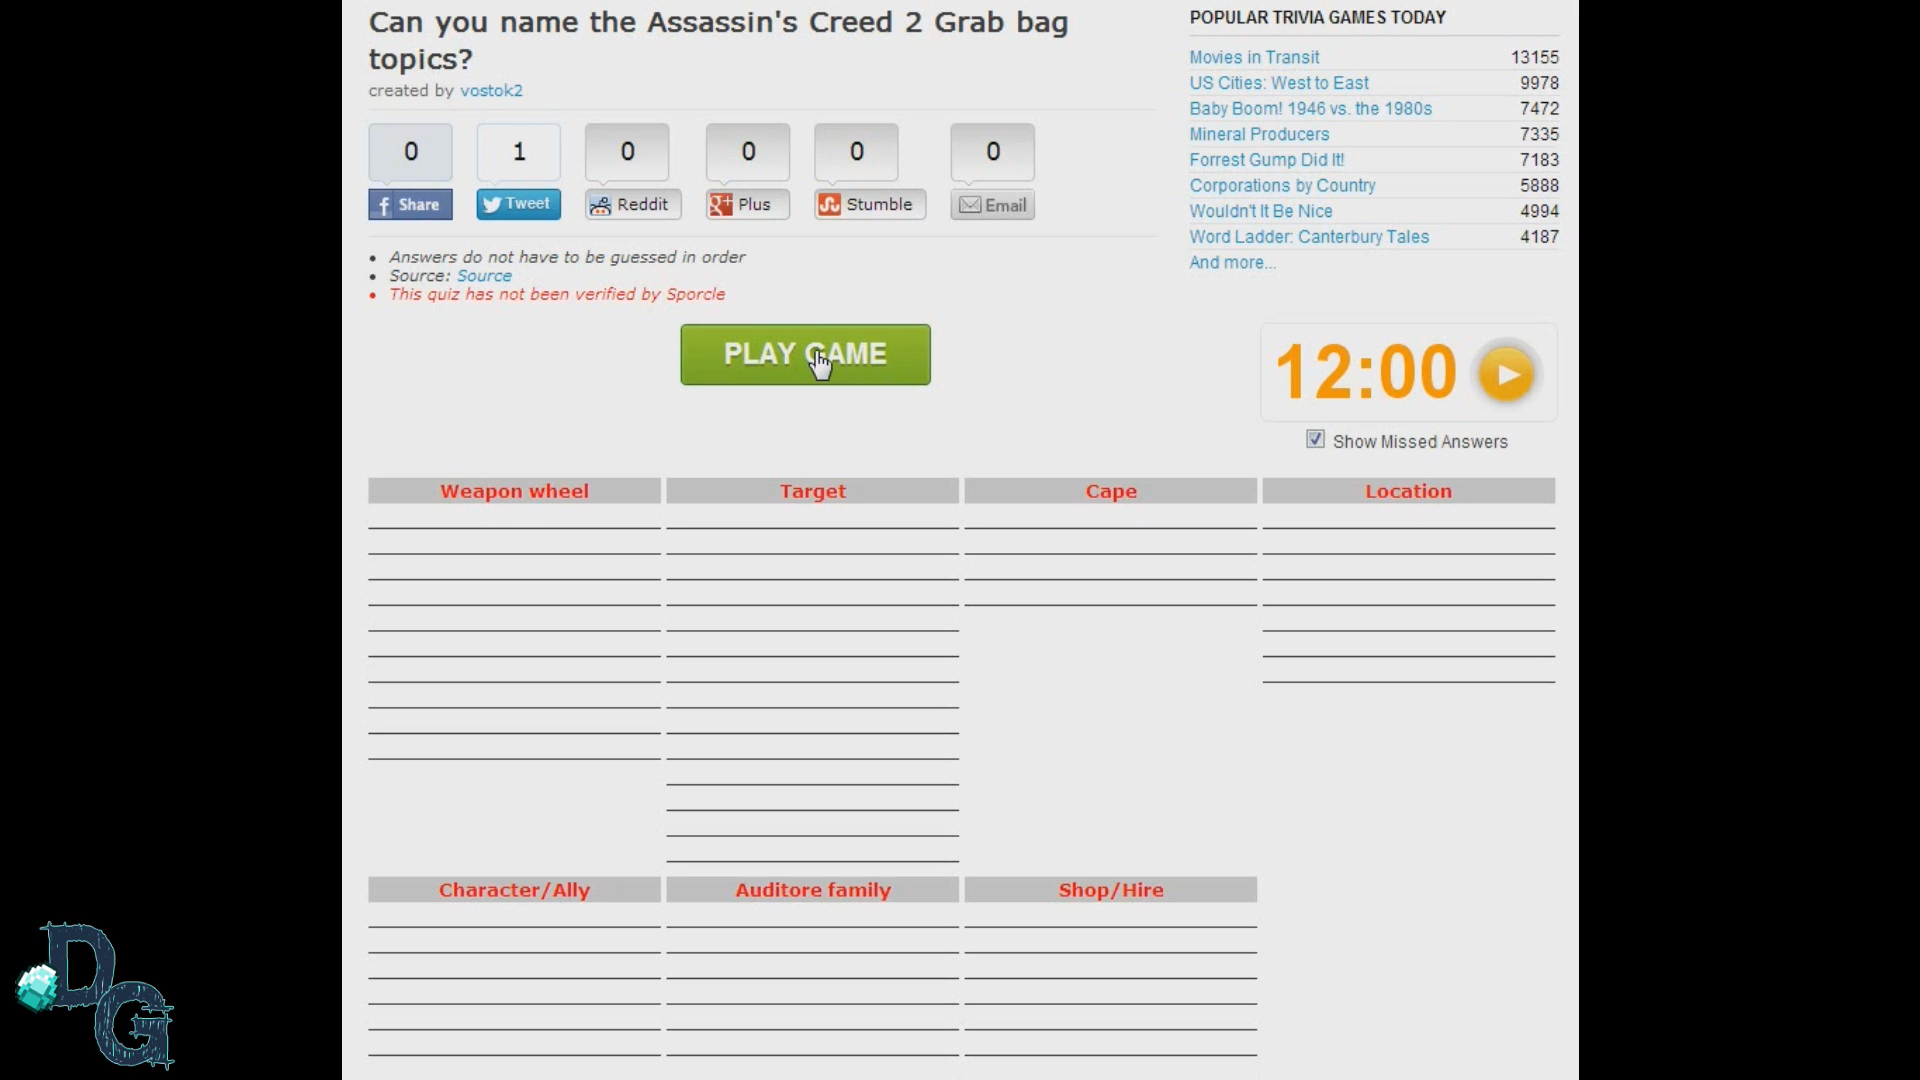 Can you name the Assassin's Creed 2 Grab bag
topics?
created by vostok2
0 1 0 0 0 0
Share Tweet Reddit Plus Stumble Email
Answers do not have to be guessed in order
Source: Source
This quiz has not been verified by Sporcle
PLAY GAME
POPULAR TRIVIA GAMES TODAY
Movies in Transit 13155
US Cities: West to East 9978
Baby Boom! 1946 vs. the 1980s 7472
Mineral Producers 7335
Forrest Gump Did It! 7183
Corporations by Country 5888
Wouldn't It Be Nice 4994
Word Ladder: Canterbury Tales 4187
And more...
12:00
Show Missed Answers
Weapon wheel Target Cape Location
Character/Ally Auditore family Shop/Hire
DG